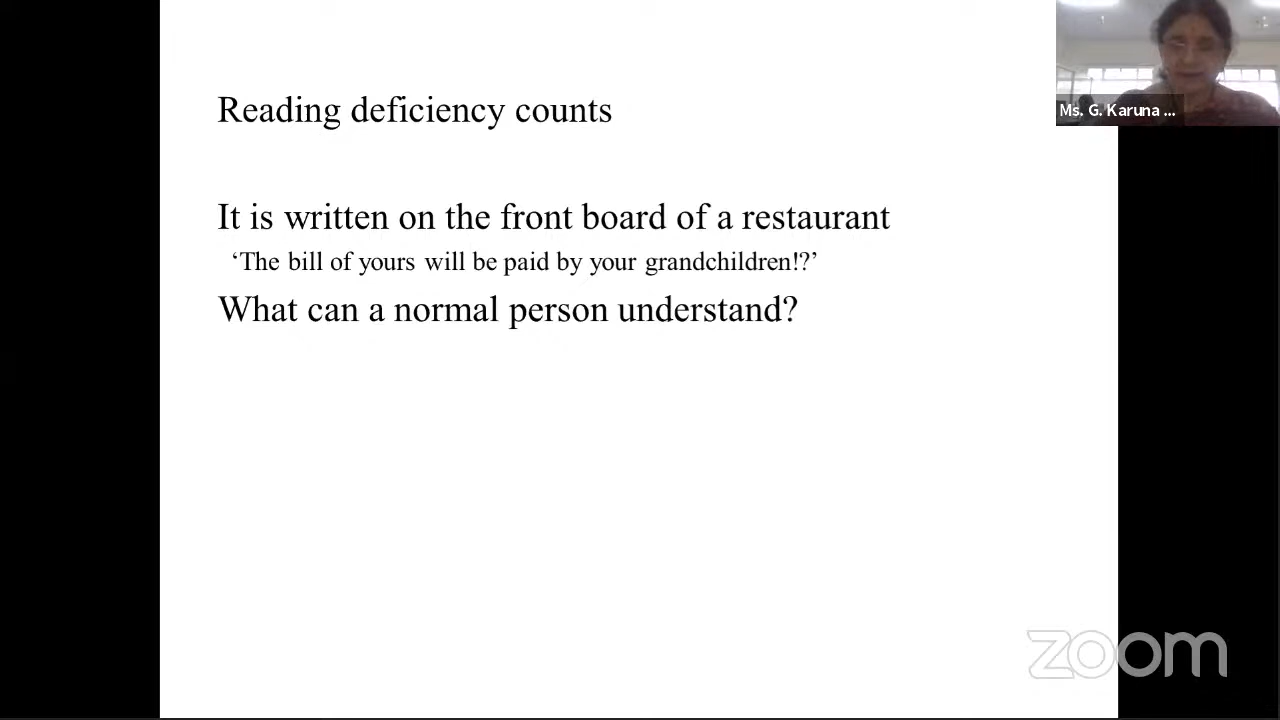 Reading deficiency counts
It is written on the front board of a restaurant
‘The bill of yours will be paid by your grandchildren!?’
What can a normal person understand?
Ms. G. Karuna ...
zoom